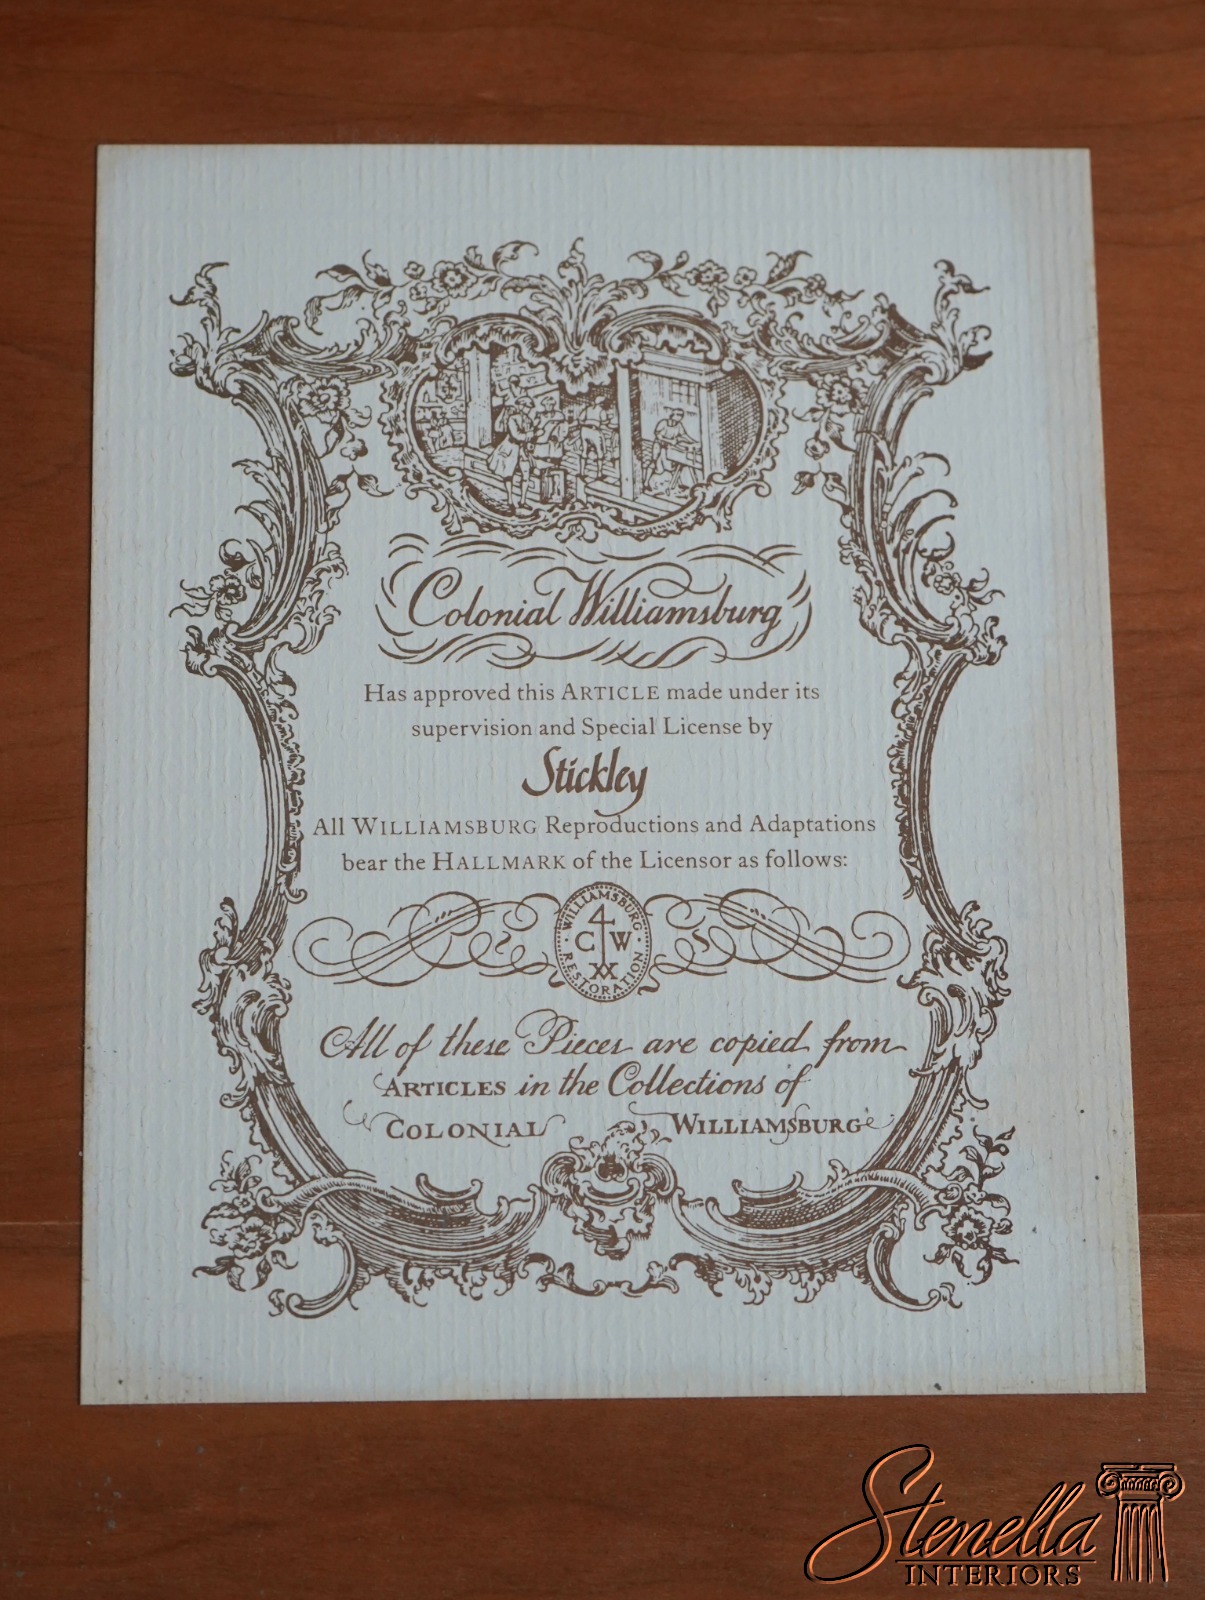 "Colonial Williamsburg"
Has approved this ARTICLE made under its
supervision and Special License by
Stickley
All WILLIAMSBURG Reproductions and Adaptations
bear the HALLMARK of the Licensor as follows:
WILLIAMSBURG
C W
RESTORATION
All of these Pieces are copied from
ARTICLES in the Collections of
COLONIAL WILLIAMSBURG
Stenella
INTERIORS